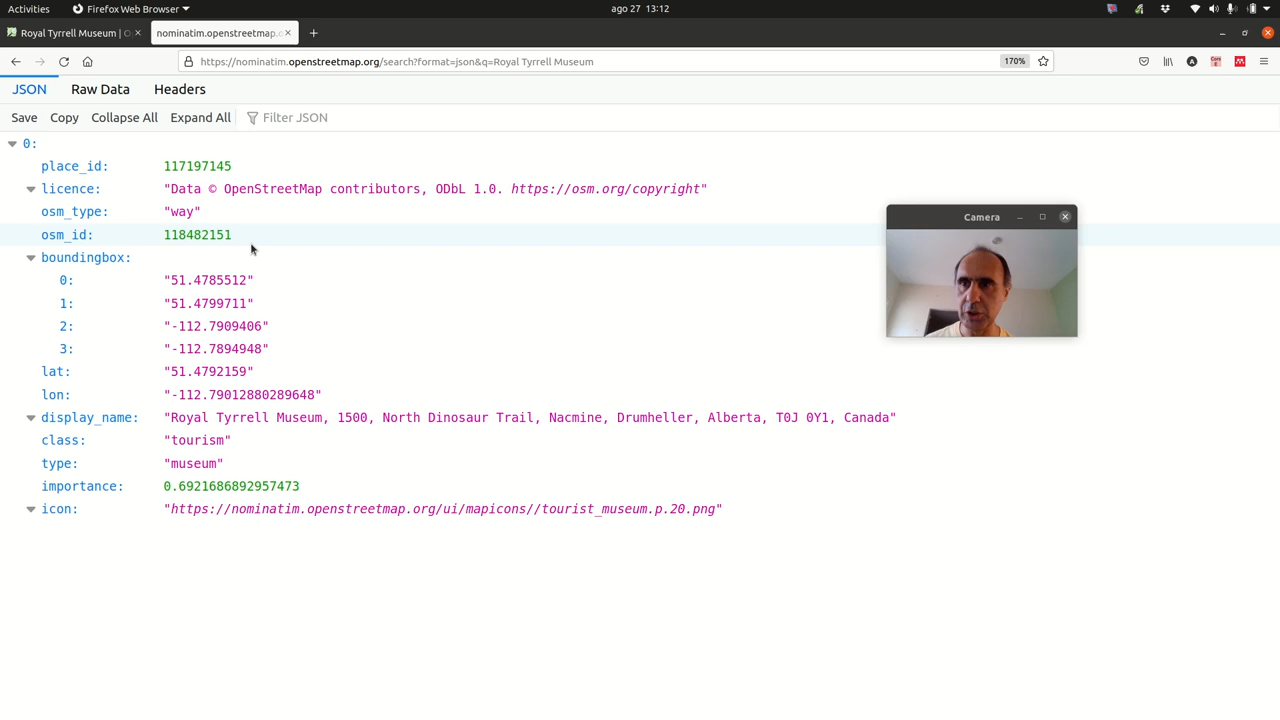 Activities
Firefox Web Browser
ago 27 13:12
Royal Tyrrell Museum | O
nominatim.openstreetmap.o
https://nominatim.openstreetmap.org/search?format=json&q=Royal Tyrrell Museum
170%
JSON Raw Data Headers
Save Copy Collapse All Expand All Filter JSON
0:
place_id: 117197145
licence: "Data © OpenStreetMap contributors, ODbL 1.0. https://osm.org/copyright"
osm_type: "way"
Camera
osm_id: 118482151
boundingbox:
0: "51.4785512"
1: "51.4799711"
2: "-112.7909406"
3: "-112.7894948"
lat: "51.4792159"
lon: "-112.79012880289648"
display_name: "Royal Tyrrell Museum, 1500, North Dinosaur Trail, Nacmine, Drumheller, Alberta, T0J 0Y1, Canada"
class: "tourism"
type: "museum"
importance: 0.6921686892957473
icon: "https://nominatim.openstreetmap.org/ui/mapicons//tourist_museum.p.20.png"